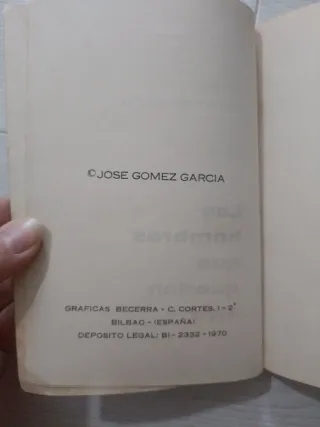 © JOSE GOMEZ GARCIA
GRAFICAS BECERRA - C. CORTES, 1-2°
BILBAO - (ESPAÑA)
DEPOSITO LEGAL: BI - 2332 - 1970